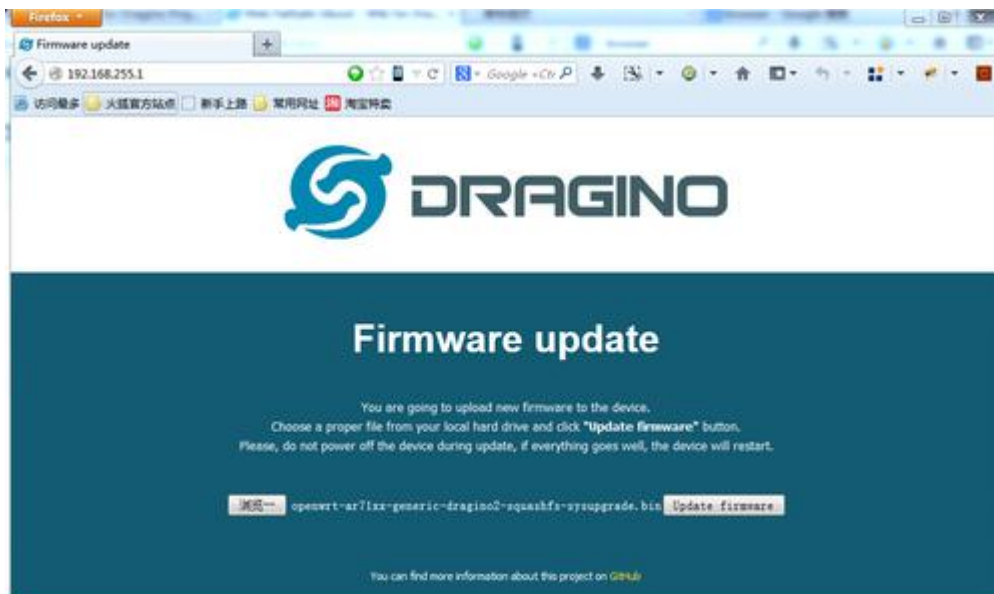 Firefox
Firmware update
192.168.255.1
Google <Ctr
访问最多 火狐官方站点 新手上路 常用网址 淘宝特卖
DRAGINO
Firmware update
You are going to upload new firmware to the device.
Choose a proper file from your local hard drive and click "Update firmware" button.
Please, do not power off the device during update, if everything goes well, the device will restart.
openwrt-ar71xx-generic-dragino2-squashfs-sysupgrade.bin Update firmware
You can find more information about this project on GitHub